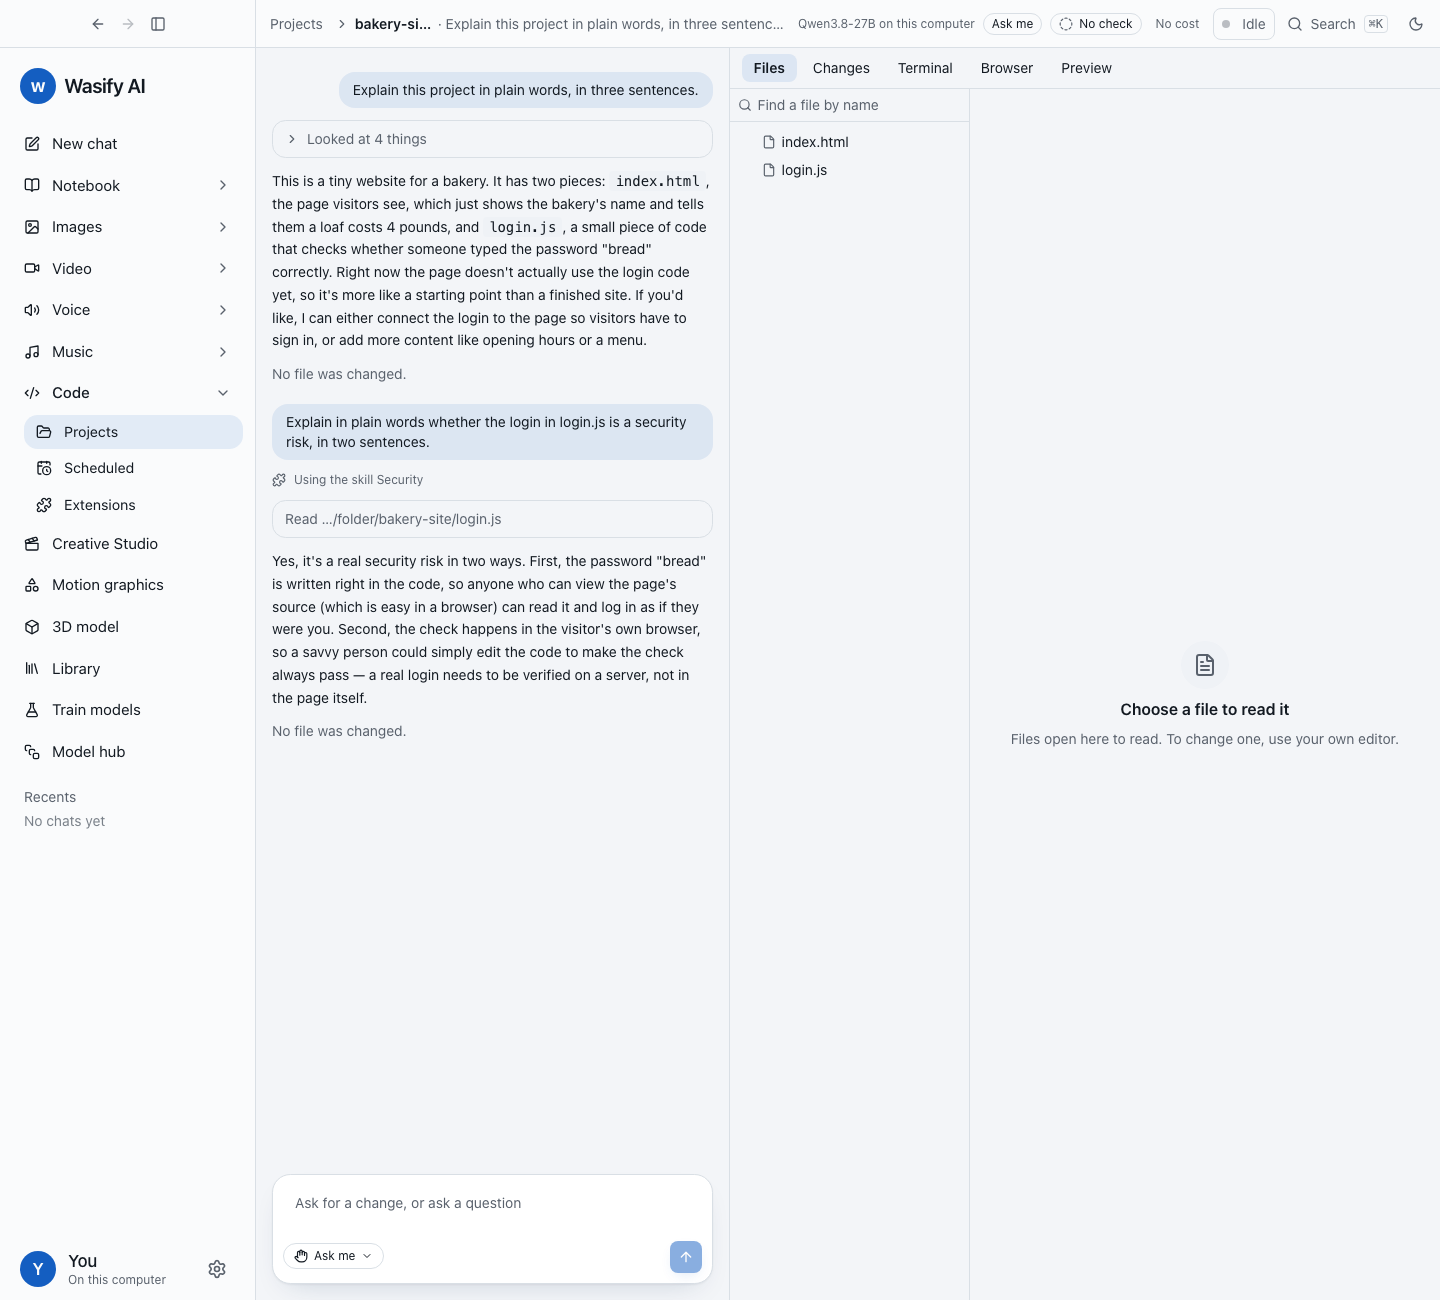 Projects
bakery-si...
· Explain this project in plain words, in three sentenc...
Qwen3.8-27B on this computer
Ask me
No check
No cost
Idle
Search
⌘K
W
Wasify AI
New chat
Notebook
Images
Video
Voice
Music
Code
Projects
Scheduled
Extensions
Creative Studio
Motion graphics
3D model
Library
Train models
Model hub
Recents
No chats yet
Y
You
On this computer
Explain this project in plain words, in three sentences.
Looked at 4 things
This is a tiny website for a bakery. It has two pieces: index.html,
the page visitors see, which just shows the bakery's name and tells
them a loaf costs 4 pounds, and login.js, a small piece of code
that checks whether someone typed the password "bread"
correctly. Right now the page doesn't actually use the login code
yet, so it's more like a starting point than a finished site. If you'd
like, I can either connect the login to the page so visitors have to
sign in, or add more content like opening hours or a menu.
No file was changed.
Explain in plain words whether the login in login.js is a security
risk, in two sentences.
Using the skill Security
Read .../folder/bakery-site/login.js
Yes, it's a real security risk in two ways. First, the password "bread"
is written right in the code, so anyone who can view the page's
source (which is easy in a browser) can read it and log in as if they
were you. Second, the check happens in the visitor's own browser,
so a savvy person could simply edit the code to make the check
always pass — a real login needs to be verified on a server, not in
the page itself.
No file was changed.
Ask for a change, or ask a question
Ask me
Files
Changes
Terminal
Browser
Preview
Find a file by name
index.html
login.js
Choose a file to read it
Files open here to read. To change one, use your own editor.